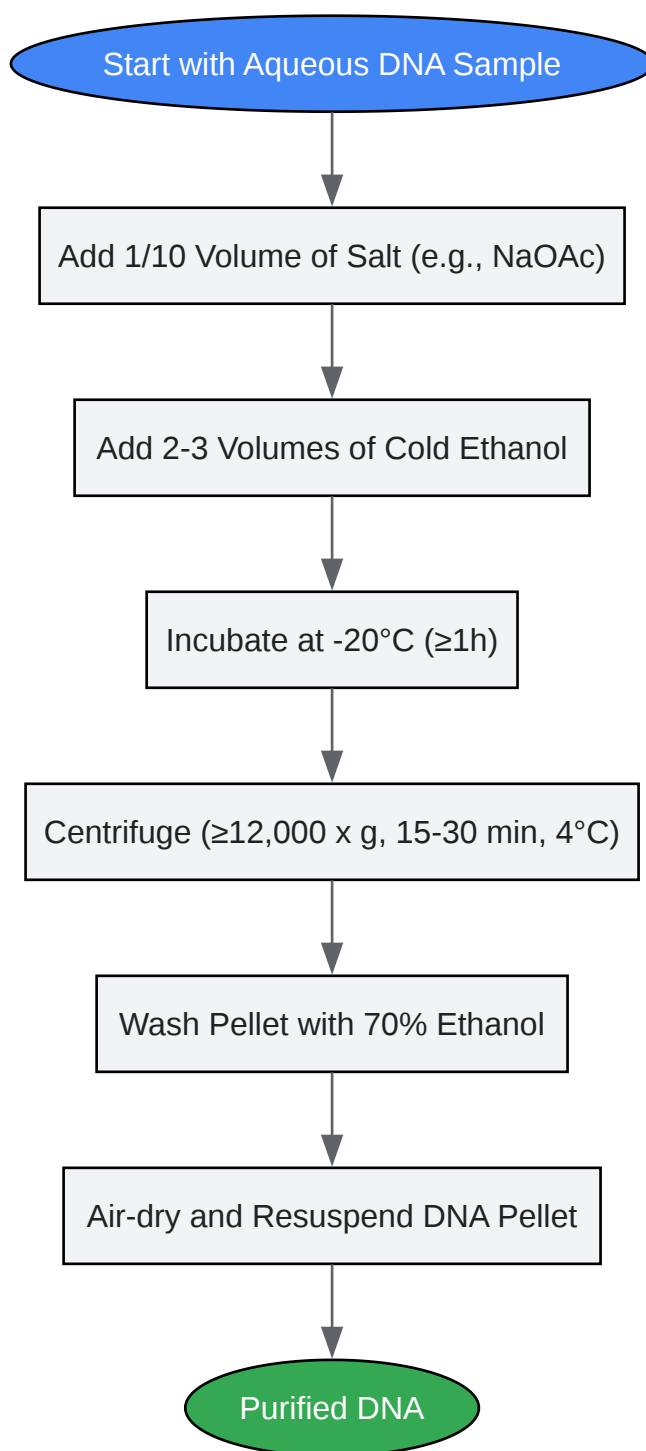 Start with Aqueous DNA Sample
Add 1/10 Volume of Salt (e.g., NaOAc)
Add 2-3 Volumes of Cold Ethanol
Incubate at -20°C (≥1h)
Centrifuge (≥12,000 x g, 15-30 min, 4°C)
Wash Pellet with 70% Ethanol
Air-dry and Resuspend DNA Pellet
Purified DNA